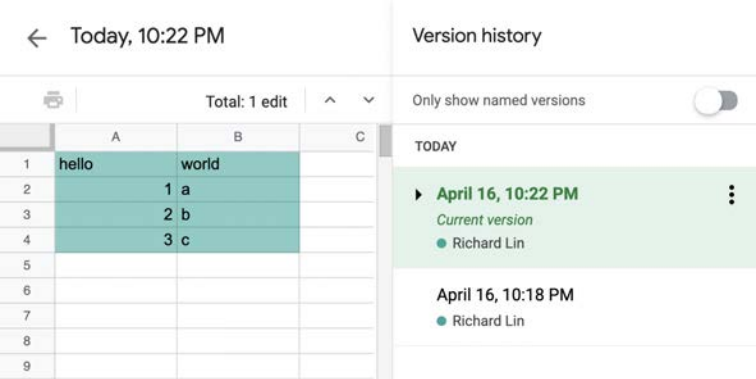 Today, 10:22 PM
Total: 1 edit
A B C
1 hello world
2 1 a
3 2 b
4 3 c
5
6
7
8
9
Version history
Only show named versions
TODAY
April 16, 10:22 PM
Current version
Richard Lin
April 16, 10:18 PM
Richard Lin